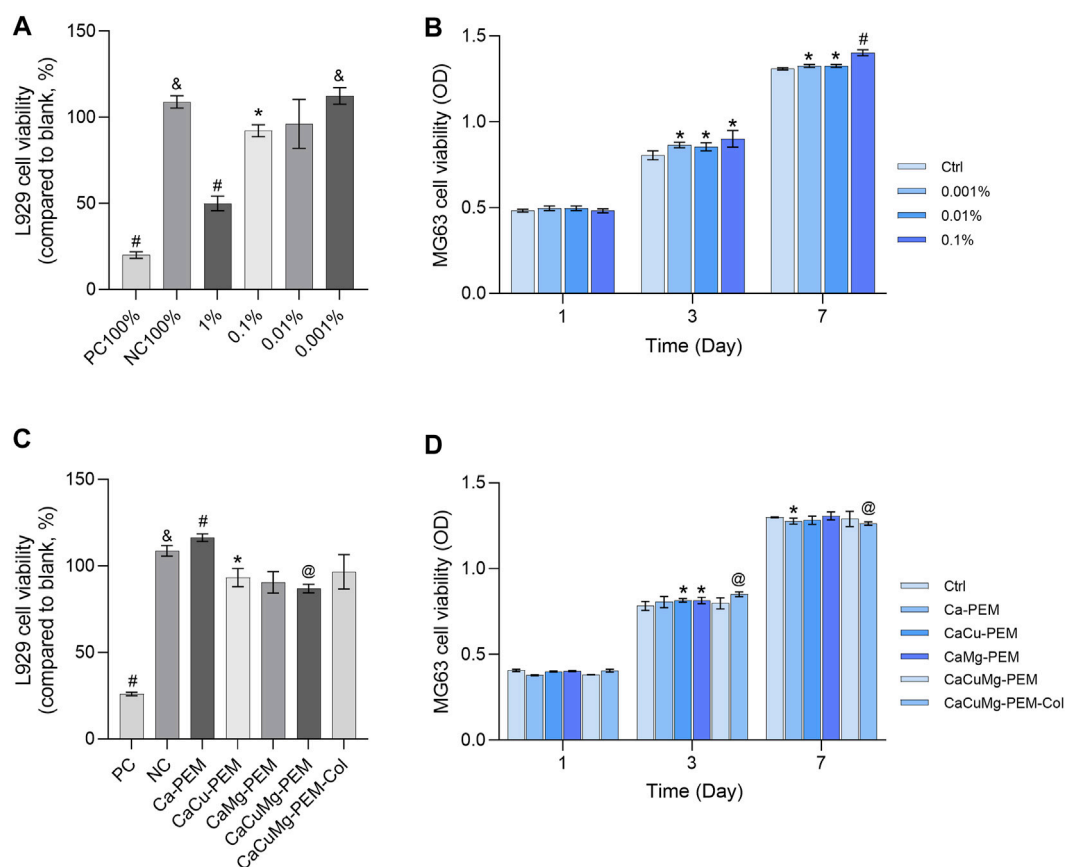 A
L929 cell viability
(compared to blank, %)
150
100
50
0
#
&
#
*
&
PC100%
NC100%
1%
0.1%
0.01%
0.001%
B
MG63 cell viability (OD)
1.5
1.0
0.5
0.0
* * *
* * #
1 3 7
Time (Day)
Ctrl
0.001%
0.01%
0.1%
C
L929 cell viability
(compared to blank, %)
150
100
50
0
#
&
#
*
@
PC
NC
Ca-PEM
CaCu-PEM
CaMg-PEM
CaCuMg-PEM
CaCuMg-PEM-Col
D
MG63 cell viability (OD)
1.5
1.0
0.5
0.0
* * @
* @
1 3 7
Time (Day)
Ctrl
Ca-PEM
CaCu-PEM
CaMg-PEM
CaCuMg-PEM
CaCuMg-PEM-Col